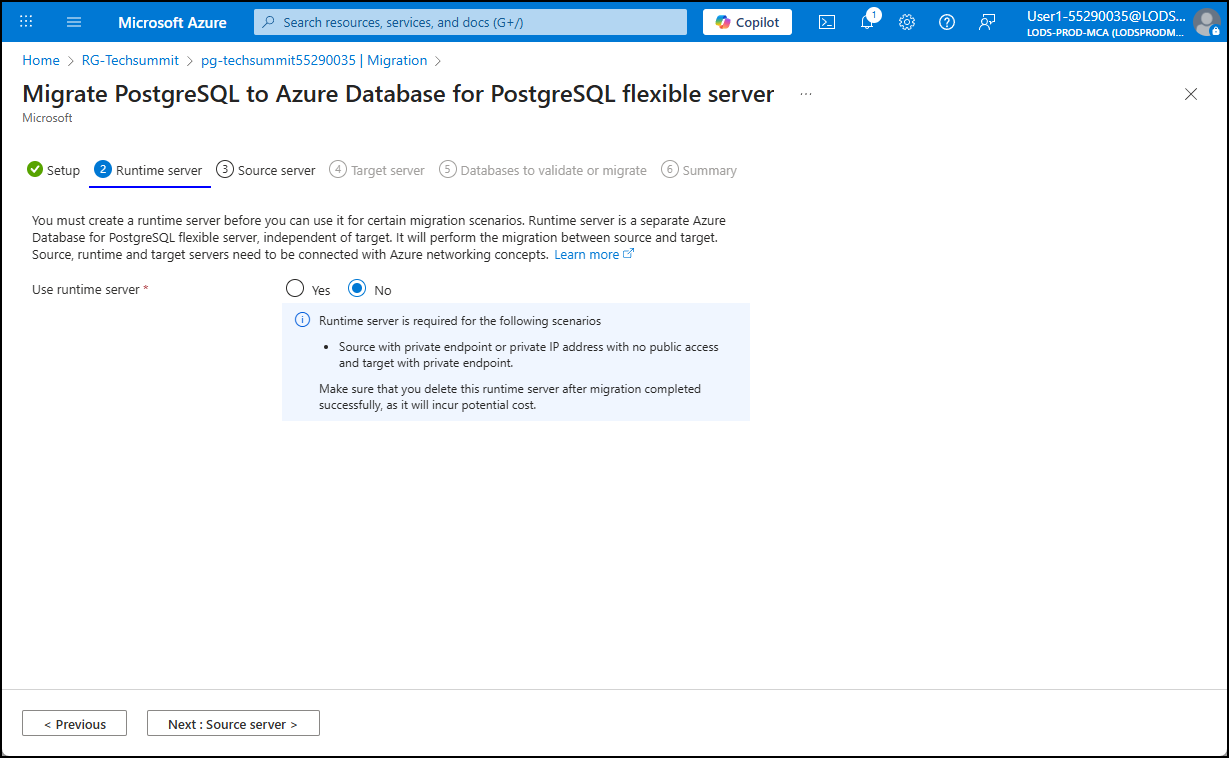 Microsoft Azure
Search resources, services, and docs (G+/)
Copilot
1
User1-55290035@LODS...
LODS-PROD-MCA (LODSPRODM...
Home > RG-Techsummit > pg-techsummit55290035 | Migration >
Migrate PostgreSQL to Azure Database for PostgreSQL flexible server ...
Microsoft
Setup 2 Runtime server 3 Source server 4 Target server 5 Databases to validate or migrate 6 Summary
You must create a runtime server before you can use it for certain migration scenarios. Runtime server is a separate Azure
Database for PostgreSQL flexible server, independent of target. It will perform the migration between source and target.
Source, runtime and target servers need to be connected with Azure networking concepts. Learn more
Use runtime server * Yes No
Runtime server is required for the following scenarios
• Source with private endpoint or private IP address with no public access
and target with private endpoint.
Make sure that you delete this runtime server after migration completed
successfully, as it will incur potential cost.
< Previous
Next : Source server >